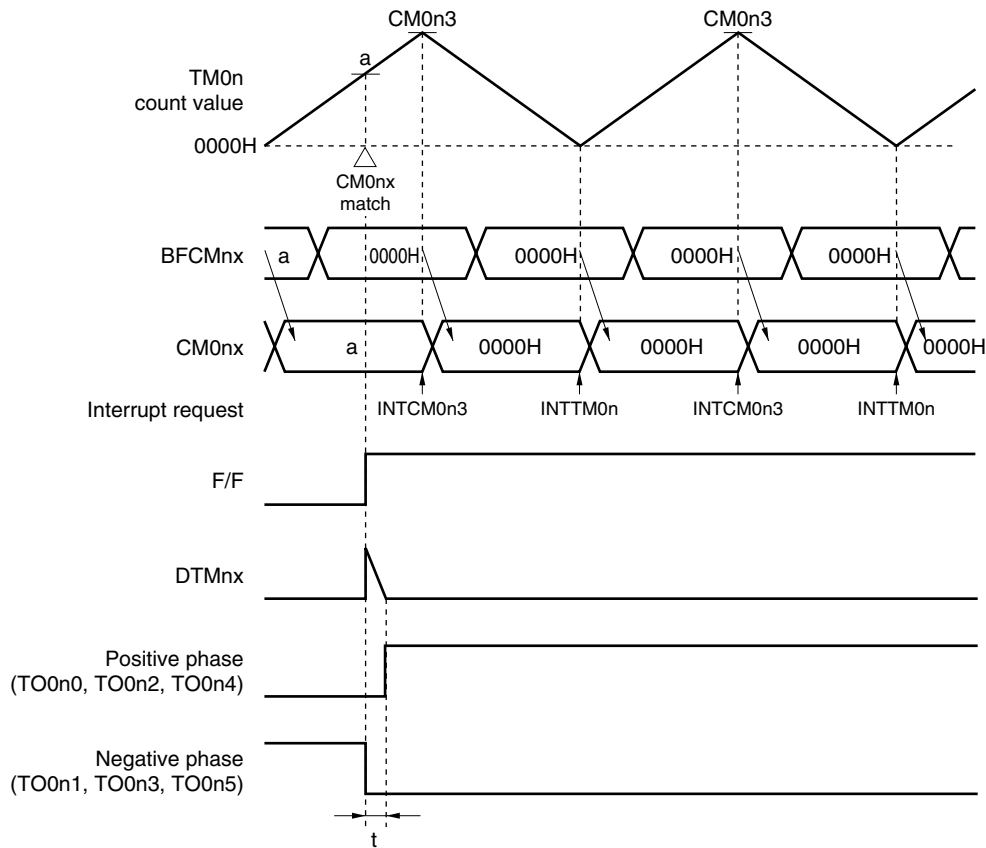 CM0n3 CM0n3
a
TM0n
count value
0000H
CM0nx
match
BFCMnx a 0000H 0000H 0000H 0000H
CM0nx a 0000H 0000H 0000H 0000H
Interrupt request INTCM0n3 INTTM0n INTCM0n3 INTTM0n
F/F
DTMnx
Positive phase
(TO0n0, TO0n2, TO0n4)
Negative phase
(TO0n1, TO0n3, TO0n5)
t